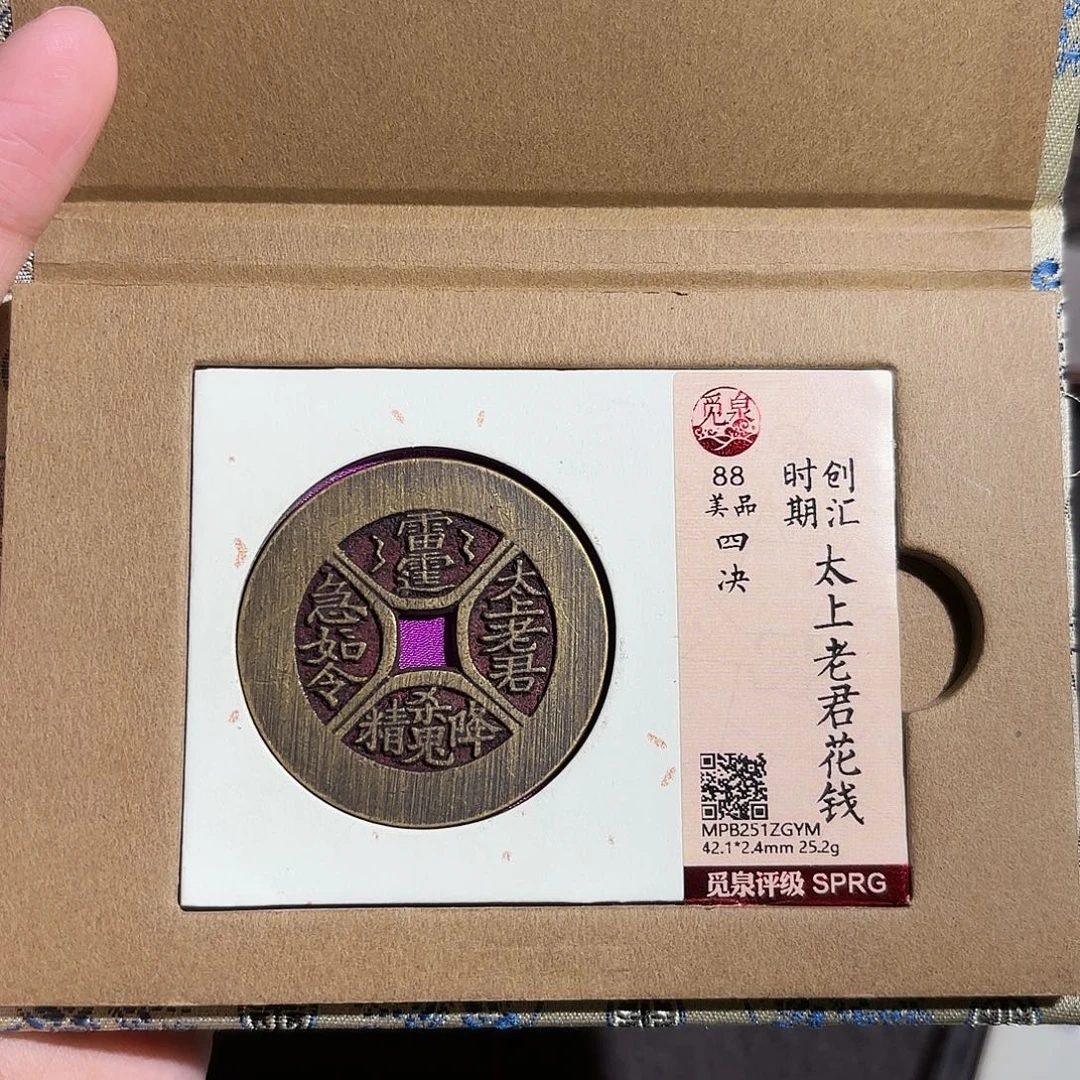 雷霆
太上老君
急如令
杀鬼
降
精
觅泉
88
美品
四决
创汇
时期
太上老君花钱
MPB251ZGYM
42.1*2.4mm 25.2g
觅泉评级 SPRG